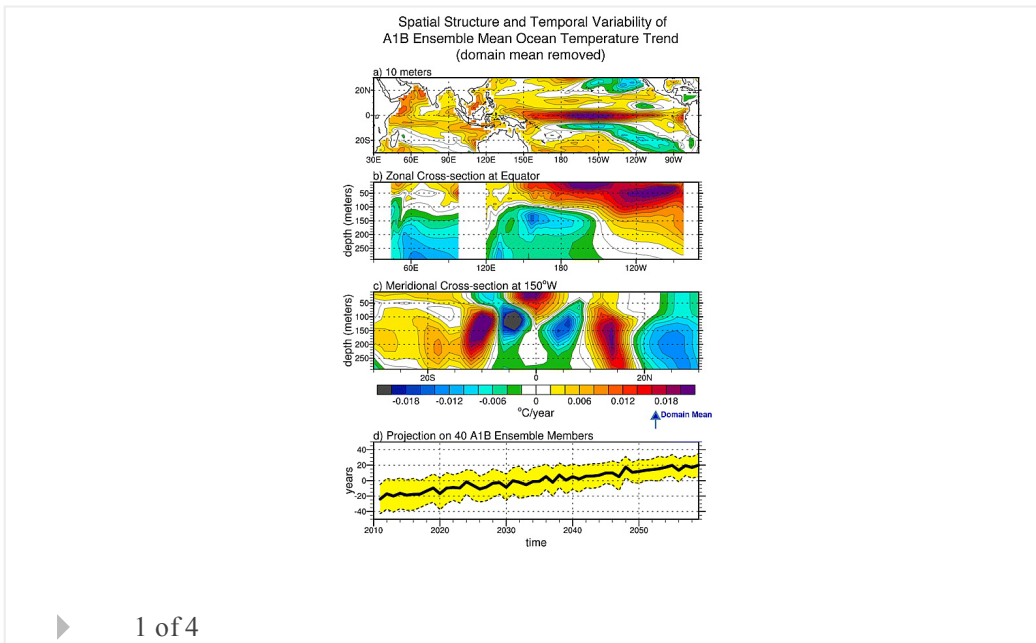 Spatial Structure and Temporal Variability of
A1B Ensemble Mean Ocean Temperature Trend
(domain mean removed)
a) 10 meters
20N
0
20S
30E 60E 90E 120E 150E 180 150W 120W 90W
b) Zonal Cross-section at Equator
depth (meters)
50
100
150
200
250
60E 120E 180 120W
c) Meridional Cross-section at 150°W
depth (meters)
50
100
150
200
250
20S 0 20N
-0.018 -0.012 -0.006 0 0.006 0.012 0.018
°C/year
Domain Mean
d) Projection on 40 A1B Ensemble Members
years
40
20
0
-20
-40
2010 2020 2030 2040 2050
time
1 of 4